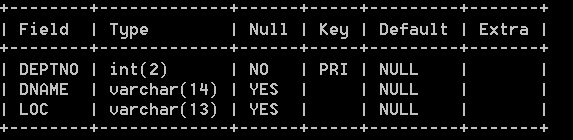 +--------+-------------+------+-----+---------+-------+
| Field  | Type        | Null | Key | Default | Extra |
+--------+-------------+------+-----+---------+-------+
| DEPTNO | int(2)      | NO   | PRI | NULL    |       |
| DNAME  | varchar(14) | YES  |     | NULL    |       |
| LOC    | varchar(13) | YES  |     | NULL    |       |
+--------+-------------+------+-----+---------+-------+